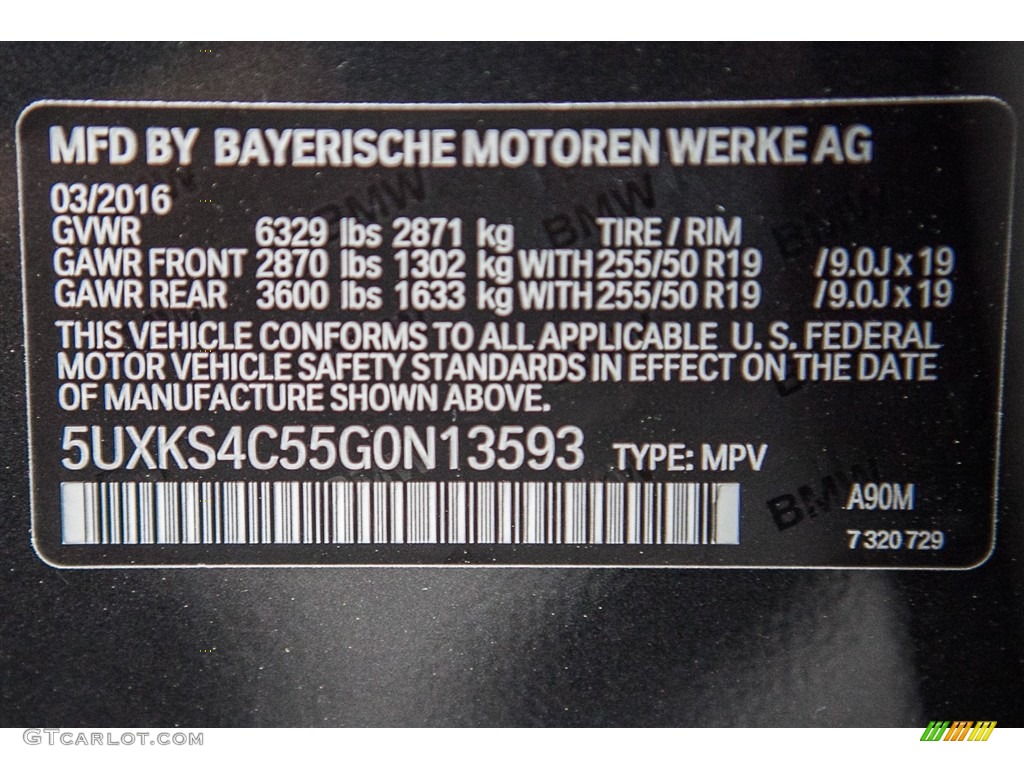 MFD BY BAYERISCHE MOTOREN WERKE AG
03/2016
GVWR 6329 lbs 2871 kg TIRE / RIM
GAWR FRONT 2870 lbs 1302 kg WITH 255/50 R19 /9.0J x 19
GAWR REAR 3600 lbs 1633 kg WITH 255/50 R19 /9.0J x 19
THIS VEHICLE CONFORMS TO ALL APPLICABLE U. S. FEDERAL
MOTOR VEHICLE SAFETY STANDARDS IN EFFECT ON THE DATE
OF MANUFACTURE SHOWN ABOVE.
5UXKS4C55G0N13593 TYPE: MPV
A90M
7 320 729
BMW
BMW
BMW
BMW
GTCARLOT.COM